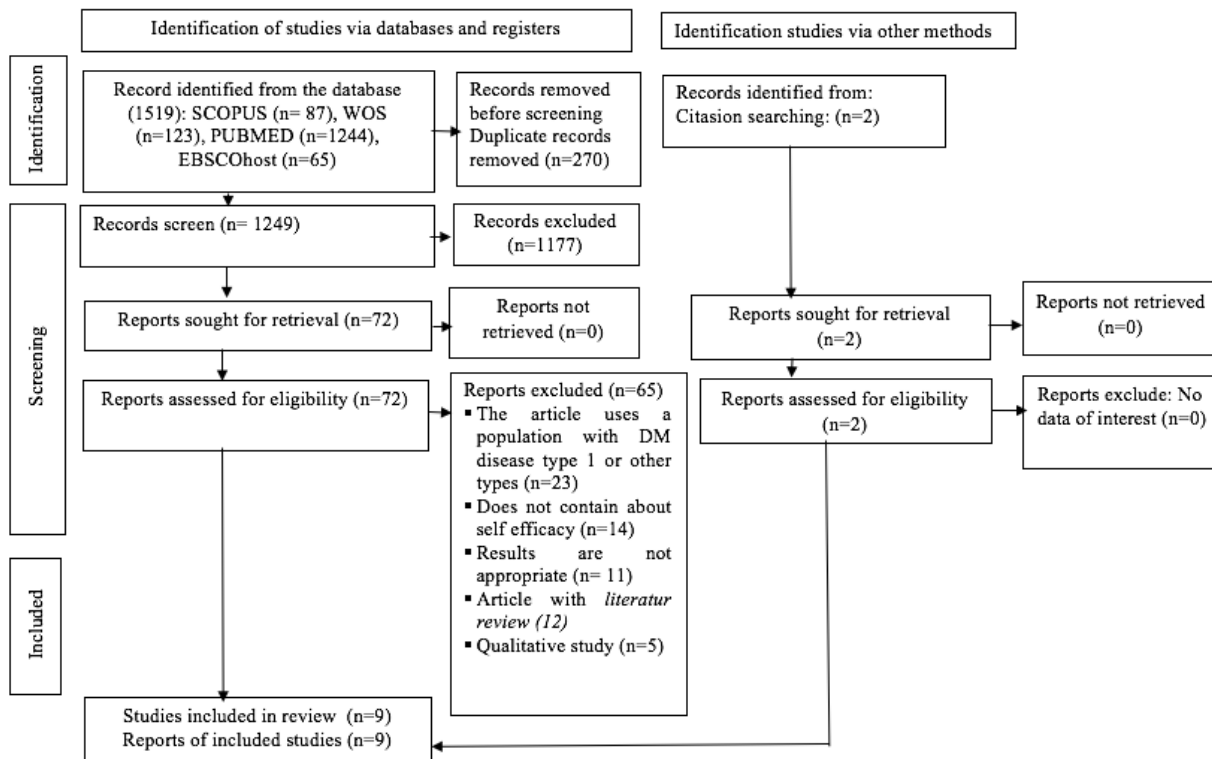 Identification of studies via databases and registers
Identification studies via other methods
Identification
Record identified from the database
(1519): SCOPUS (n= 87), WOS
(n=123), PUBMED (n=1244),
EBSCOhost (n=65)
Records removed
before screening
Duplicate records
removed (n=270)
Records identified from:
Citasion searching: (n=2)
Screening
Records screen (n= 1249)
Records excluded
(n=1177)
Reports sought for retrieval (n=72)
Reports not
retrieved (n=0)
Reports sought for retrieval
(n=2)
Reports not retrieved
(n=0)
Reports assessed for eligibility (n=72)
Reports excluded (n=65)
▪ The article uses a
population with DM
disease type 1 or other
types (n=23)
▪ Does not contain about
self efficacy (n=14)
▪ Results are not
appropriate (n= 11)
▪ Article with literatur
review (12)
▪ Qualitative study (n=5)
Reports assessed for eligibility
(n=2)
Reports exclude: No
data of interest (n=0)
Included
Studies included in review (n=9)
Reports of included studies (n=9)